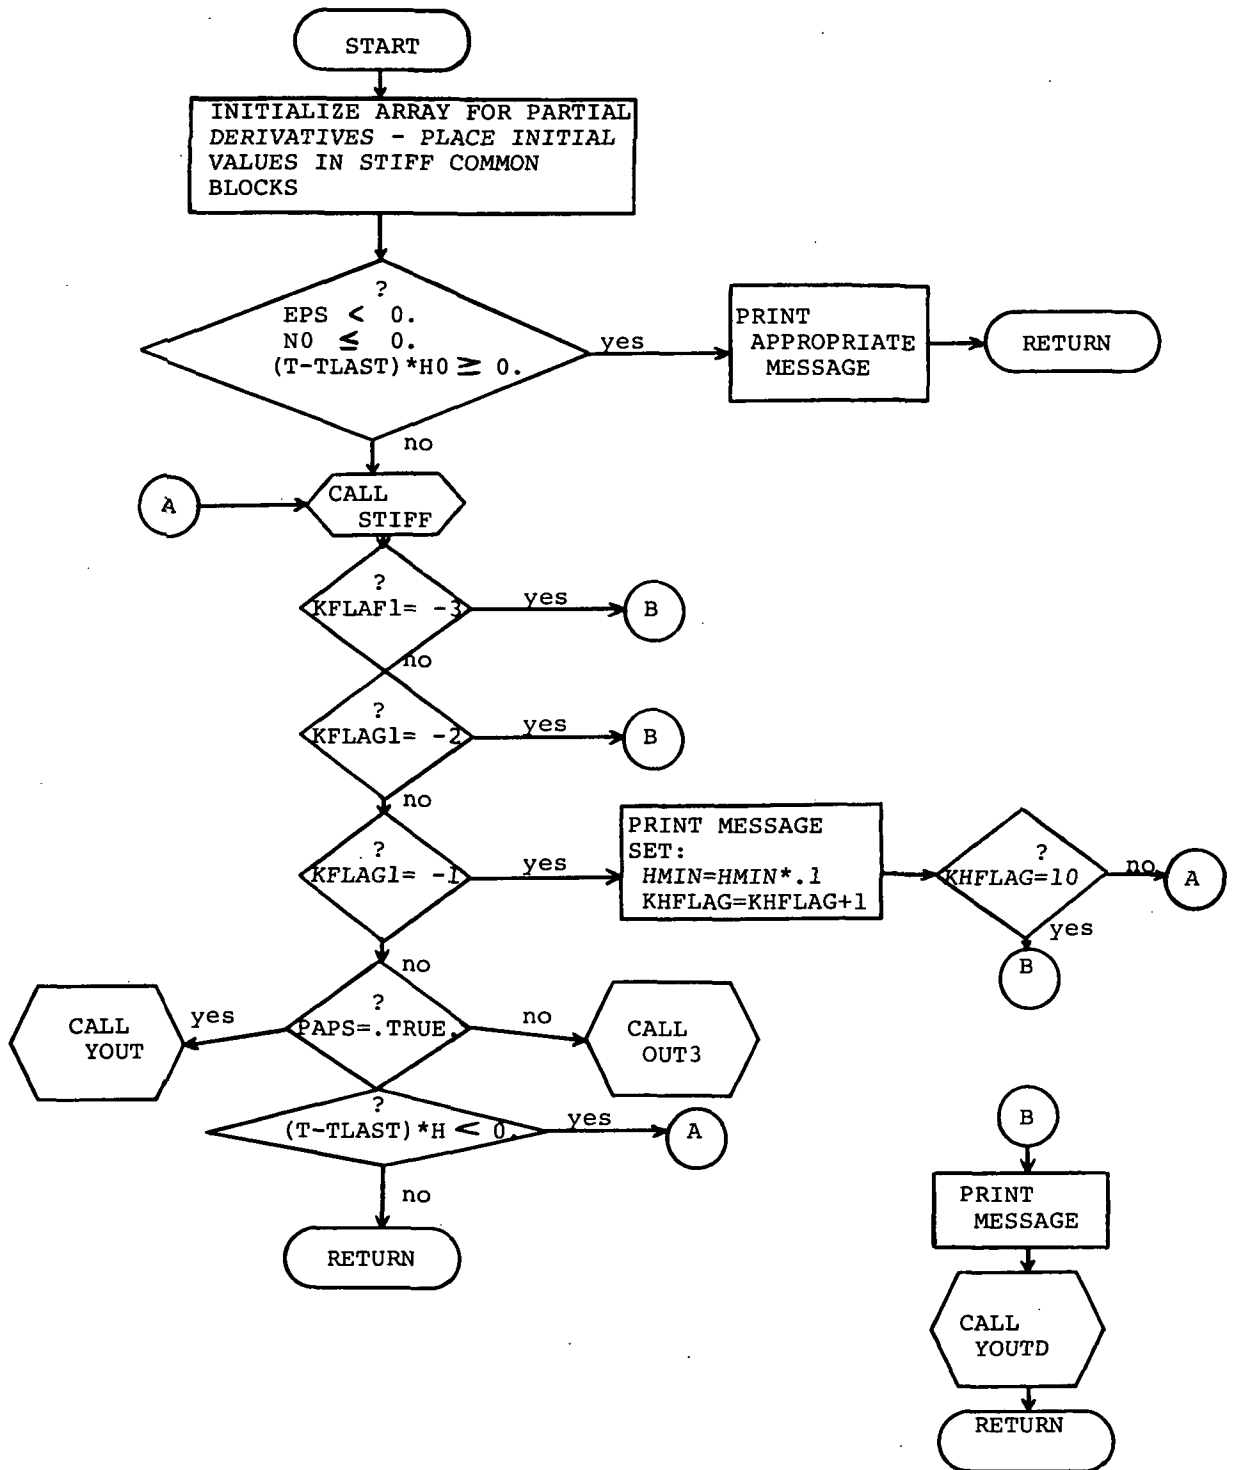 START
INITIALIZE ARRAY FOR PARTIAL
DERIVATIVES - PLACE INITIAL
VALUES IN STIFF COMMON
BLOCKS
?
EPS < 0.
N0 ≤ 0.
(T-TLAST)*H0 ≥ 0.
yes
PRINT
APPROPRIATE
MESSAGE
RETURN
no
A
CALL
STIFF
?
KFLAF1= -3
yes
B
no
?
KFLAG1= -2
yes
B
no
?
KFLAG1= -1
yes
PRINT MESSAGE
SET:
HMIN=HMIN*.1
KHFLAG=KHFLAG+1
?
KHFLAG=10
no
A
yes
B
no
?
PAPS=.TRUE.
yes
CALL
YOUT
no
CALL
OUT3
?
(T-TLAST)*H < 0.
yes
A
no
RETURN
B
PRINT
MESSAGE
CALL
YOUTD
RETURN